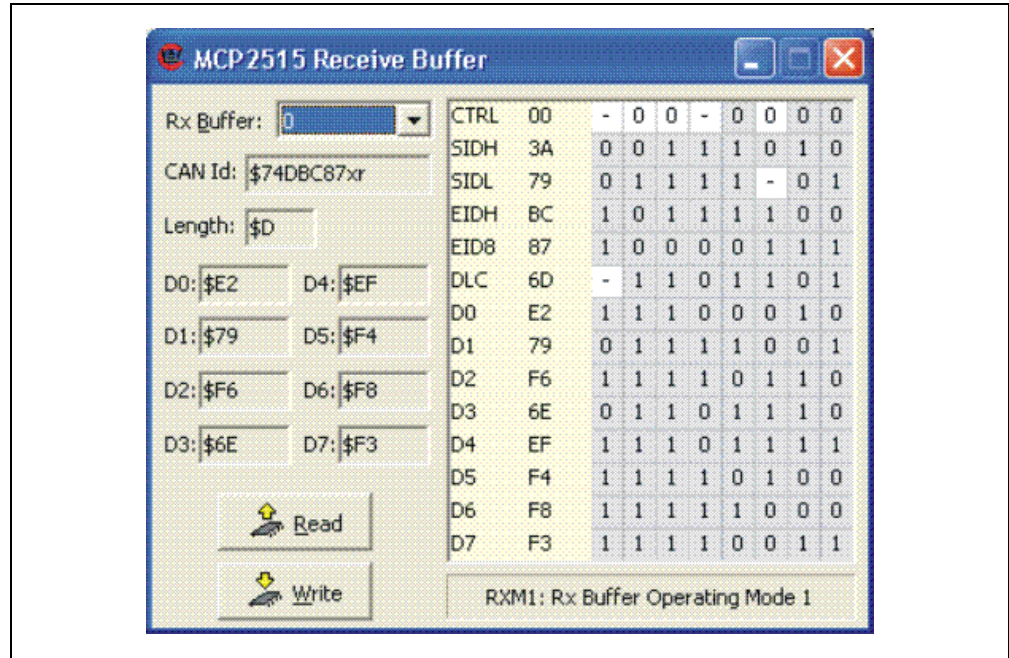 MCP2515 Receive Buffer
Rx Buffer: 0
CAN Id: $74DBC87xr
Length: $D
D0: $E2 D4: $EF
D1: $79 D5: $F4
D2: $F6 D6: $F8
D3: $6E D7: $F3
Read
Write
CTRL 00 - 0 0 - 0 0 0 0
SIDH 3A 0 0 1 1 1 0 1 0
SIDL 79 0 1 1 1 1 - 0 1
EIDH BC 1 0 1 1 1 1 0 0
EID8 87 1 0 0 0 0 1 1 1
DLC 6D - 1 1 0 1 1 0 1
D0 E2 1 1 1 0 0 0 1 0
D1 79 0 1 1 1 1 0 0 1
D2 F6 1 1 1 1 0 1 1 0
D3 6E 0 1 1 0 1 1 1 0
D4 EF 1 1 1 0 1 1 1 1
D5 F4 1 1 1 1 0 1 0 0
D6 F8 1 1 1 1 1 0 0 0
D7 F3 1 1 1 1 0 0 1 1
RXM1: Rx Buffer Operating Mode 1